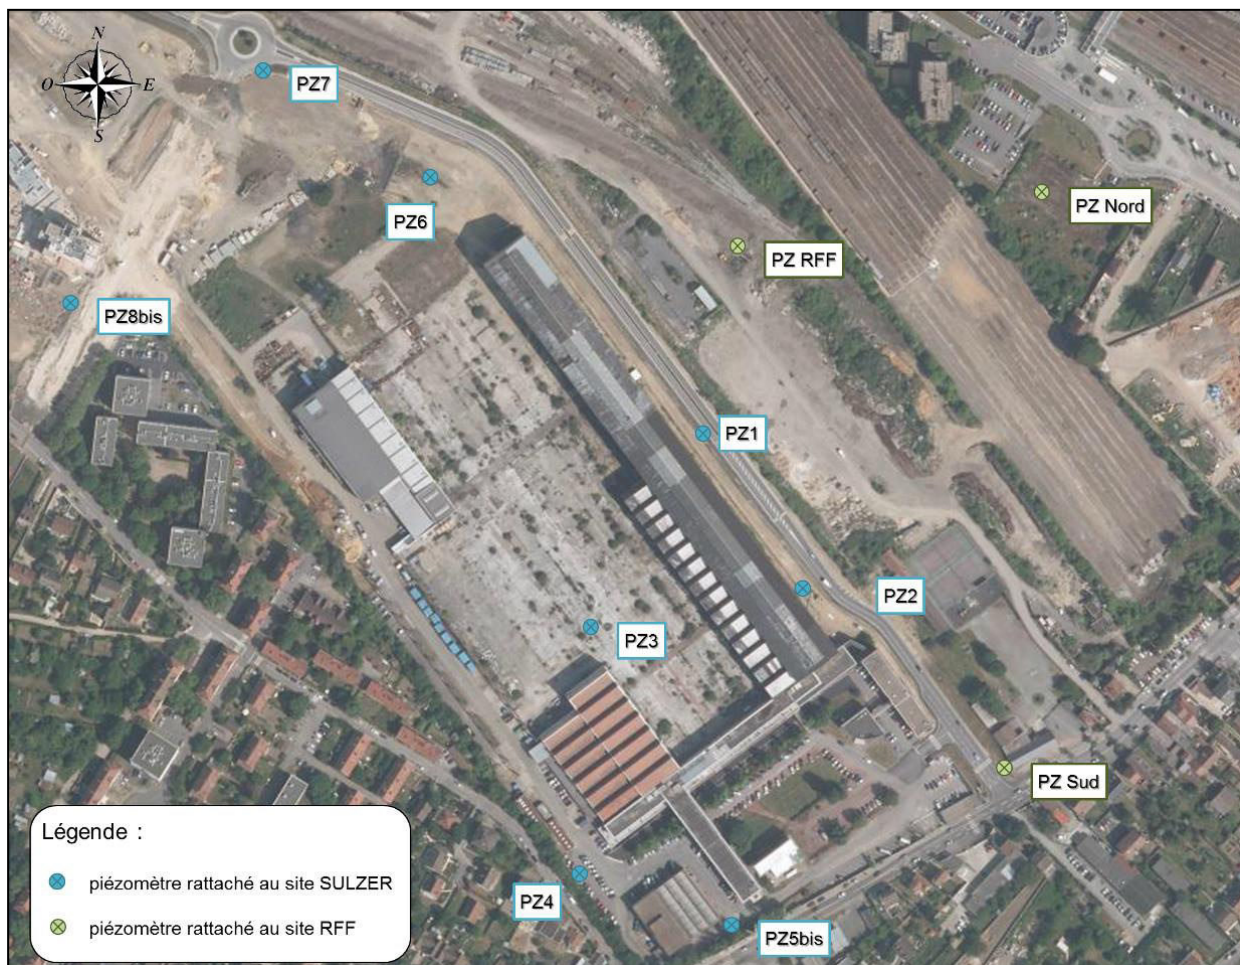 N
O
E
S
PZ7
PZ6
PZ Nord
PZ RFF
PZ8bis
PZ1
PZ2
PZ3
PZ Sud
PZ4
PZ5bis
Légende :
piézomètre rattaché au site SULZER
piézomètre rattaché au site RFF